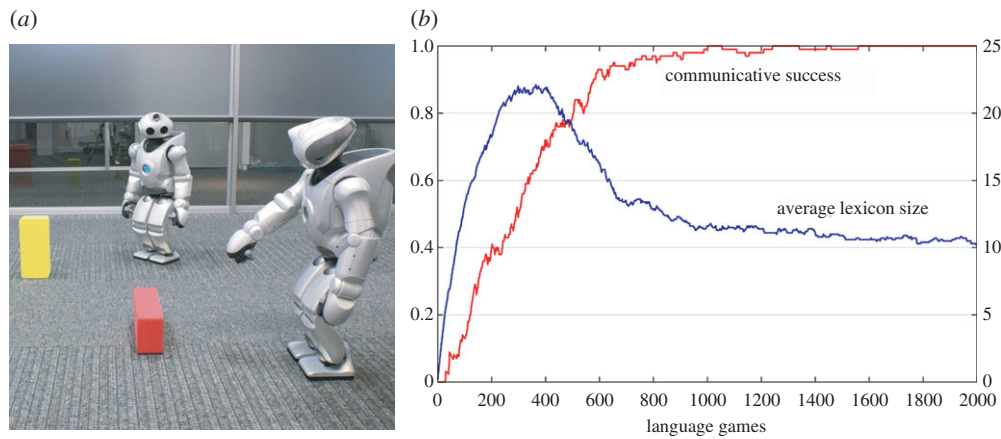 (a)
(b)
1.0
0.8
0.6
0.4
0.2
0
25
20
15
10
5
0
communicative success
average lexicon size
0 200 400 600 800 1000 1200 1400 1600 1800 2000
language games